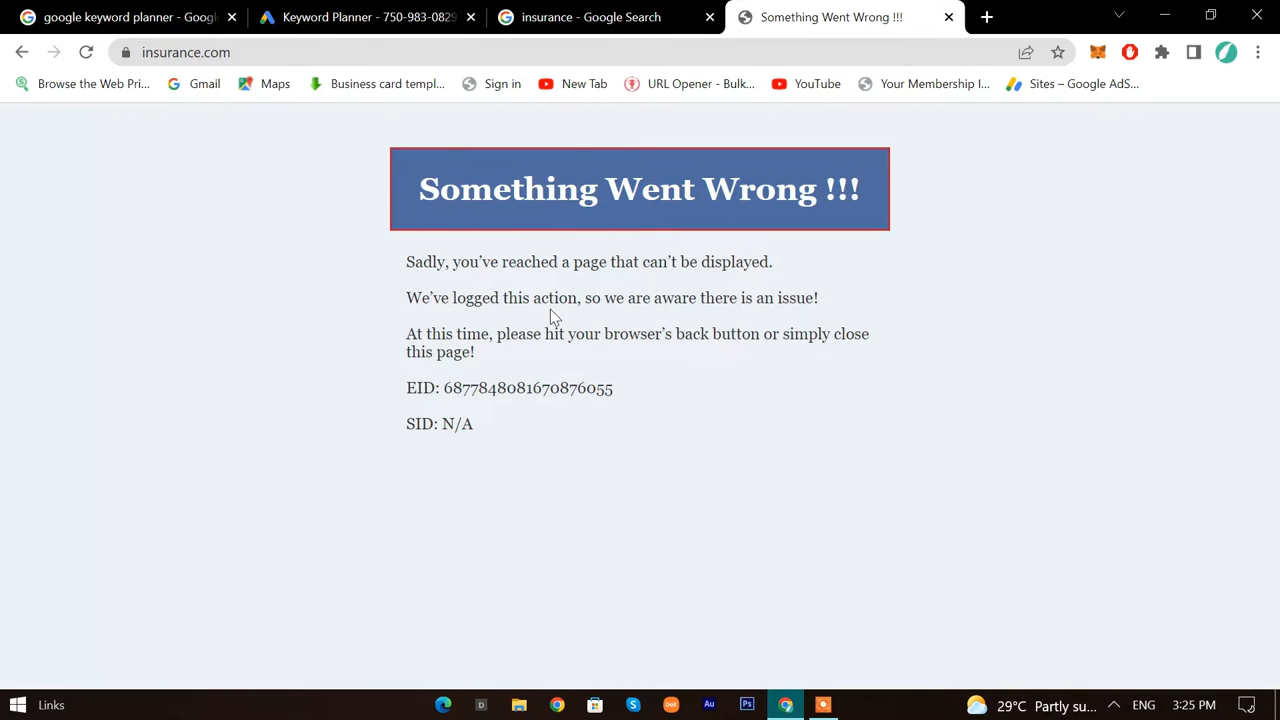 google keyword planner - Googl
Keyword Planner - 750-983-0829
insurance - Google Search
Something Went Wrong !!!
insurance.com
Browse the Web Pri...
Gmail
Maps
Business card templ...
Sign in
New Tab
URL Opener - Bulk...
YouTube
Your Membership I...
Sites – Google AdS...
Something Went Wrong !!!
Sadly, you've reached a page that can't be displayed.
We've logged this action, so we are aware there is an issue!
At this time, please hit your browser's back button or simply close
this page!
EID: 6877848081670876055
SID: N/A
Links
D
Dex
Au
Ps
29°C Partly su...
ENG
3:25 PM